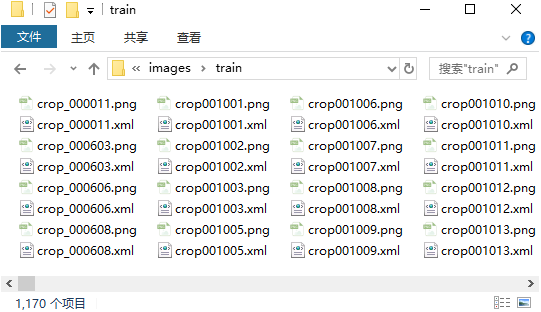 train
文件 主页 共享 查看
« images › train 搜索"train"
crop_000011.png crop001001.png crop001006.png crop001010.png
crop_000011.xml crop001001.xml crop001006.xml crop001010.xml
crop_000603.png crop001002.png crop001007.png crop001011.png
crop_000603.xml crop001002.xml crop001007.xml crop001011.xml
crop_000606.png crop001003.png crop001008.png crop001012.png
crop_000606.xml crop001003.xml crop001008.xml crop001012.xml
crop_000608.png crop001005.png crop001009.png crop001013.png
crop_000608.xml crop001005.xml crop001009.xml crop001013.xml
1,170 个项目